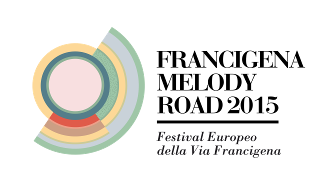 FRANCIGENA
MELODY
ROAD 2015
Festival Europeo
della Via Francigena